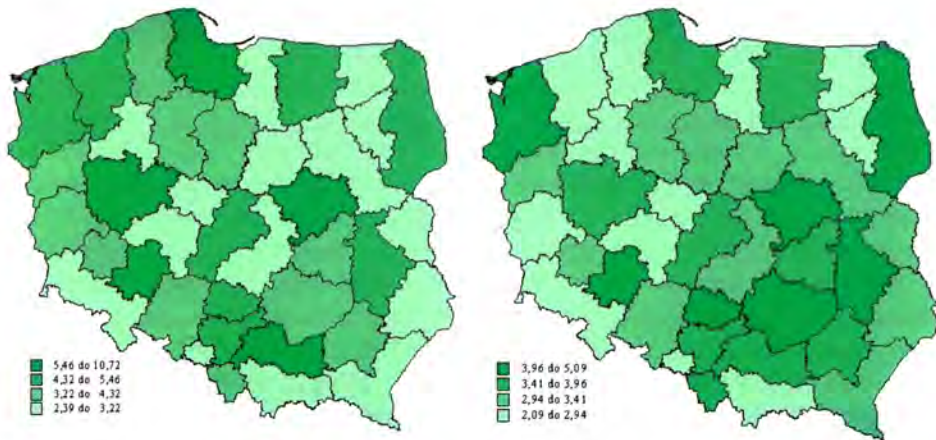 5,46 do 10,72
4,32 do 5,46
3,22 do 4,32
2,39 do 3,22
3,96 do 5,09
3,41 do 3,96
2,94 do 3,41
2,09 do 2,94